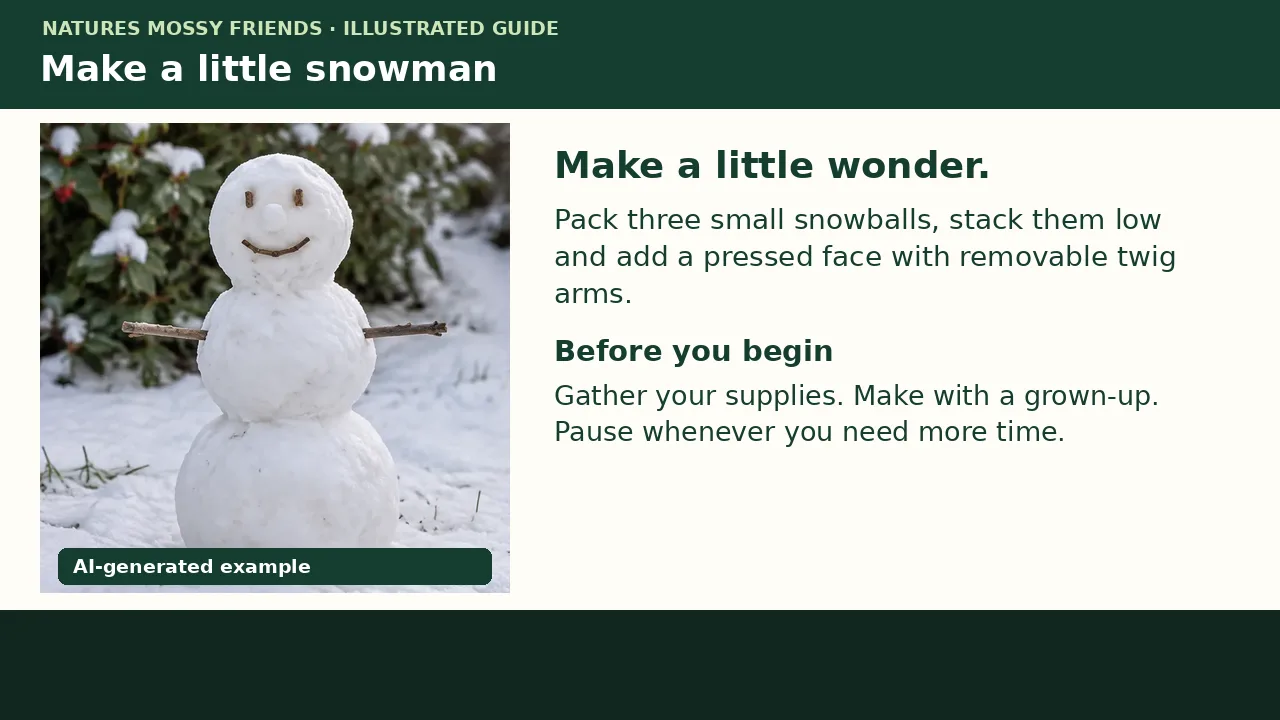 NATURES MOSSY FRIENDS · ILLUSTRATED GUIDE
Make a little snowman
Make a little wonder.
Pack three small snowballs, stack them low
and add a pressed face with removable twig
arms.
Before you begin
Gather your supplies. Make with a grown-up.
Pause whenever you need more time.
AI-generated example